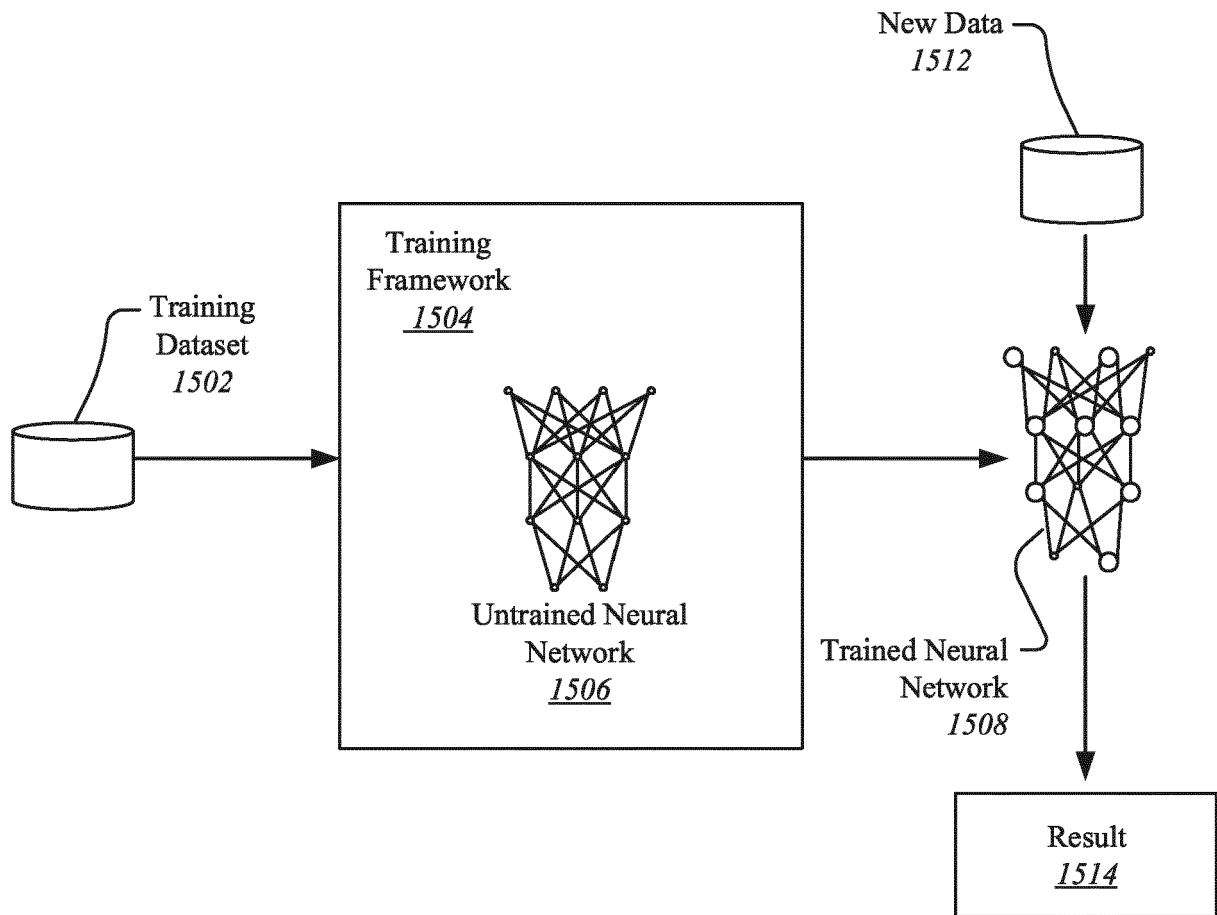 New Data
1512
Training
Framework
1504
Training
Dataset
1502
Untrained Neural
Network
1506
Trained Neural
Network
1508
Result
1514